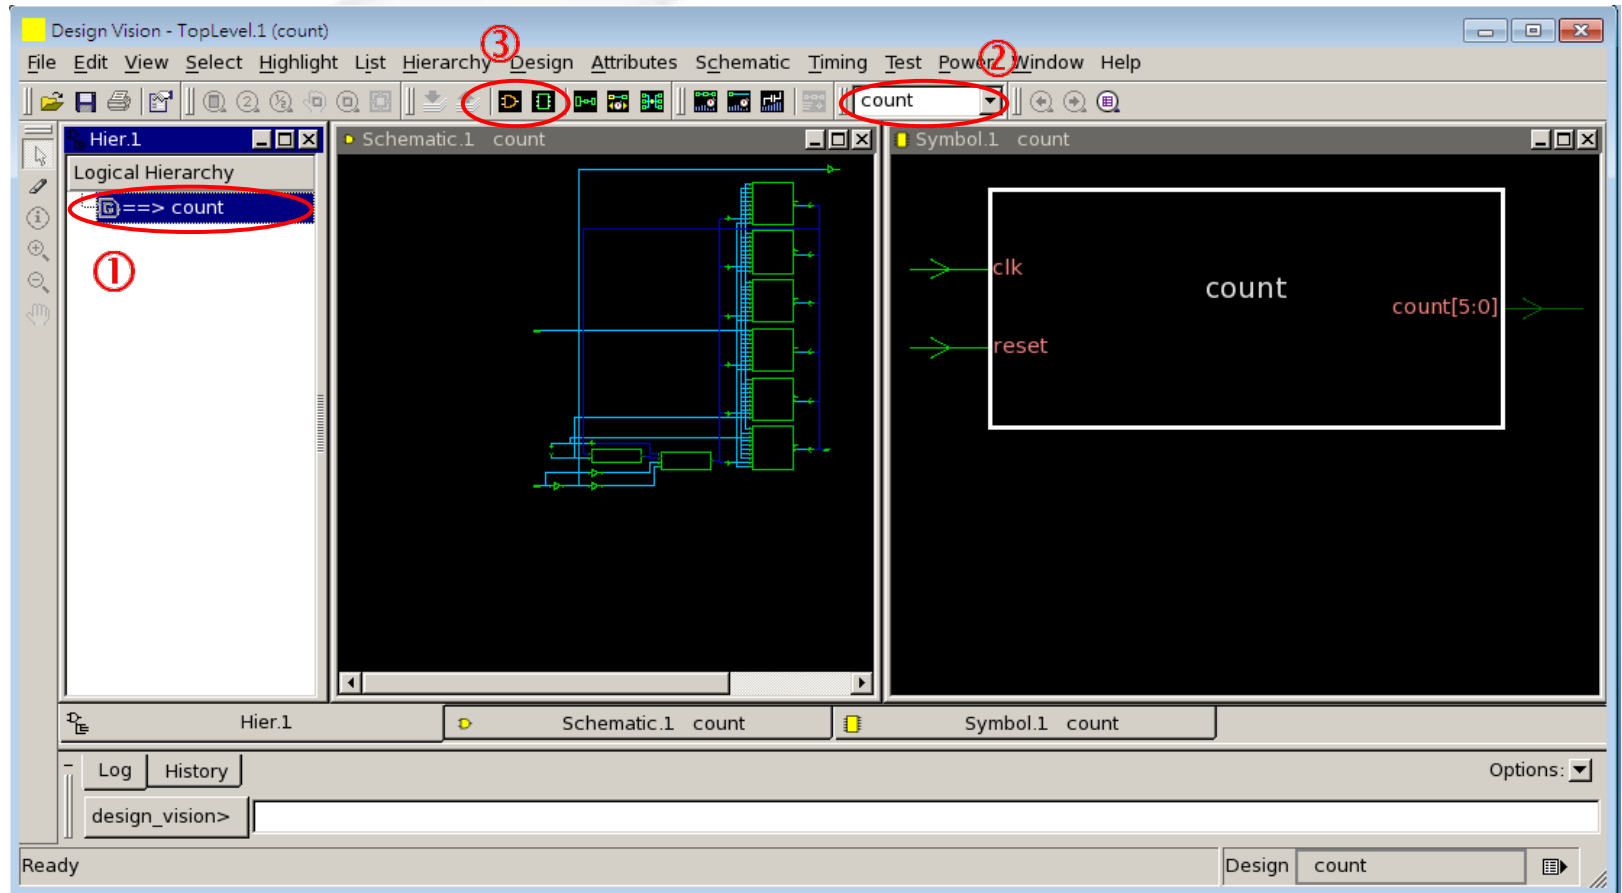 Design Vision - TopLevel.1 (count)
③
②
File Edit View Select Highlight List Hierarchy Design Attributes Schematic Timing Test Power Window Help
count
Hier.1
Schematic.1 count
Symbol.1 count
Logical Hierarchy
==> count
①
clk
count
count[5:0]
reset
Hier.1
Schematic.1 count
Symbol.1 count
Log
History
Options:
design_vision>
Ready
Design
count